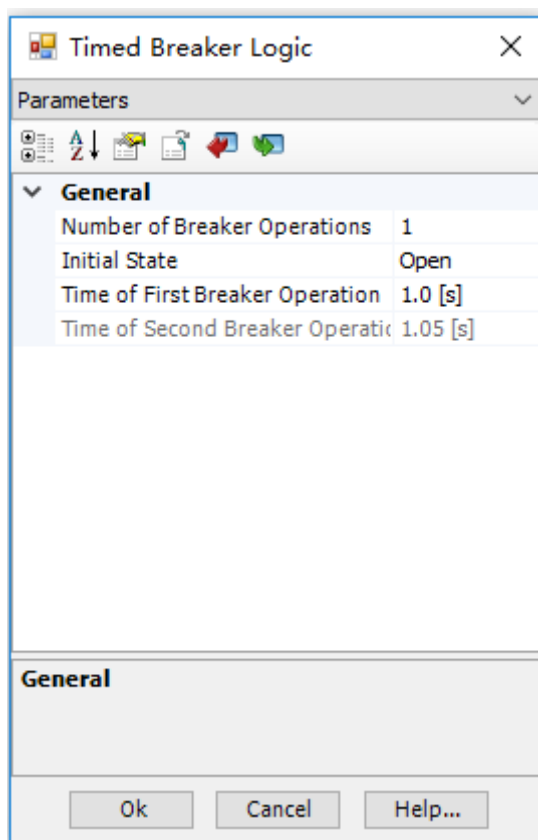 Timed Breaker Logic
Parameters
General
Number of Breaker Operations 1
Initial State Open
Time of First Breaker Operation 1.0 [s]
Time of Second Breaker Operatic 1.05 [s]
General
Ok Cancel Help...